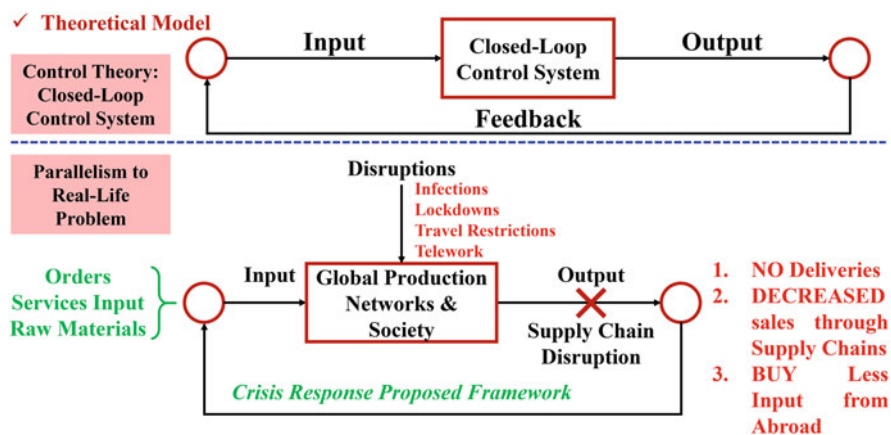 ✓ Theoretical Model
Control Theory:
Closed-Loop
Control System
Input
Closed-Loop
Control System
Output
Feedback
Parallelism to
Real-Life
Problem
Disruptions
Infections
Lockdowns
Travel Restrictions
Telework
Orders
Services Input
Raw Materials
Input
Global Production
Networks &
Society
Output
Supply Chain
Disruption
Crisis Response Proposed Framework
1. NO Deliveries
2. DECREASED
sales through
Supply Chains
3. BUY Less
Input from
Abroad